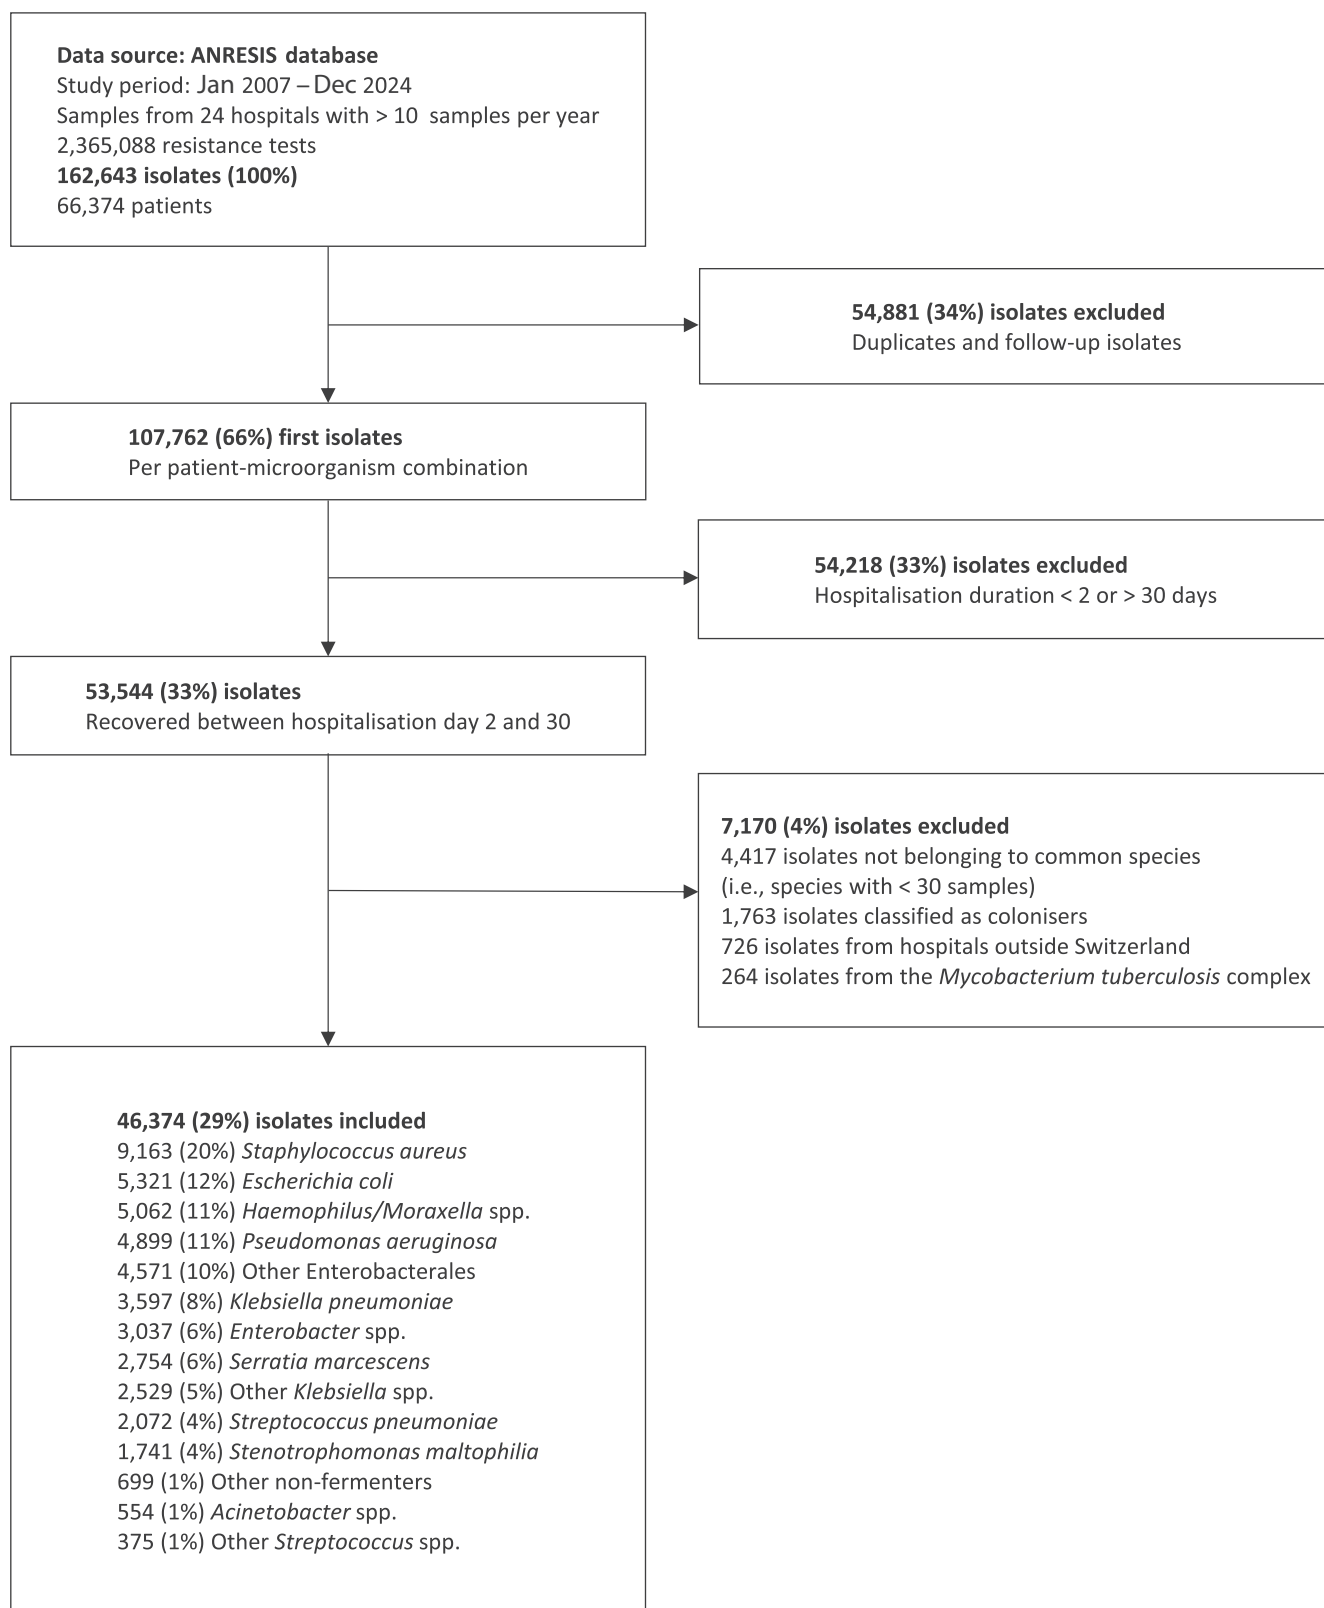 Data source: ANRESIS database
Study period: Jan 2007 – Dec 2024
Samples from 24 hospitals with > 10 samples per year
2,365,088 resistance tests
162,643 isolates (100%)
66,374 patients
54,881 (34%) isolates excluded
Duplicates and follow-up isolates
107,762 (66%) first isolates
Per patient-microorganism combination
54,218 (33%) isolates excluded
Hospitalisation duration < 2 or > 30 days
53,544 (33%) isolates
Recovered between hospitalisation day 2 and 30
7,170 (4%) isolates excluded
4,417 isolates not belonging to common species
(i.e., species with < 30 samples)
1,763 isolates classified as colonisers
726 isolates from hospitals outside Switzerland
264 isolates from the Mycobacterium tuberculosis complex
46,374 (29%) isolates included
9,163 (20%) Staphylococcus aureus
5,321 (12%) Escherichia coli
5,062 (11%) Haemophilus/Moraxella spp.
4,899 (11%) Pseudomonas aeruginosa
4,571 (10%) Other Enterobacterales
3,597 (8%) Klebsiella pneumoniae
3,037 (6%) Enterobacter spp.
2,754 (6%) Serratia marcescens
2,529 (5%) Other Klebsiella spp.
2,072 (4%) Streptococcus pneumoniae
1,741 (4%) Stenotrophomonas maltophilia
699 (1%) Other non-fermenters
554 (1%) Acinetobacter spp.
375 (1%) Other Streptococcus spp.